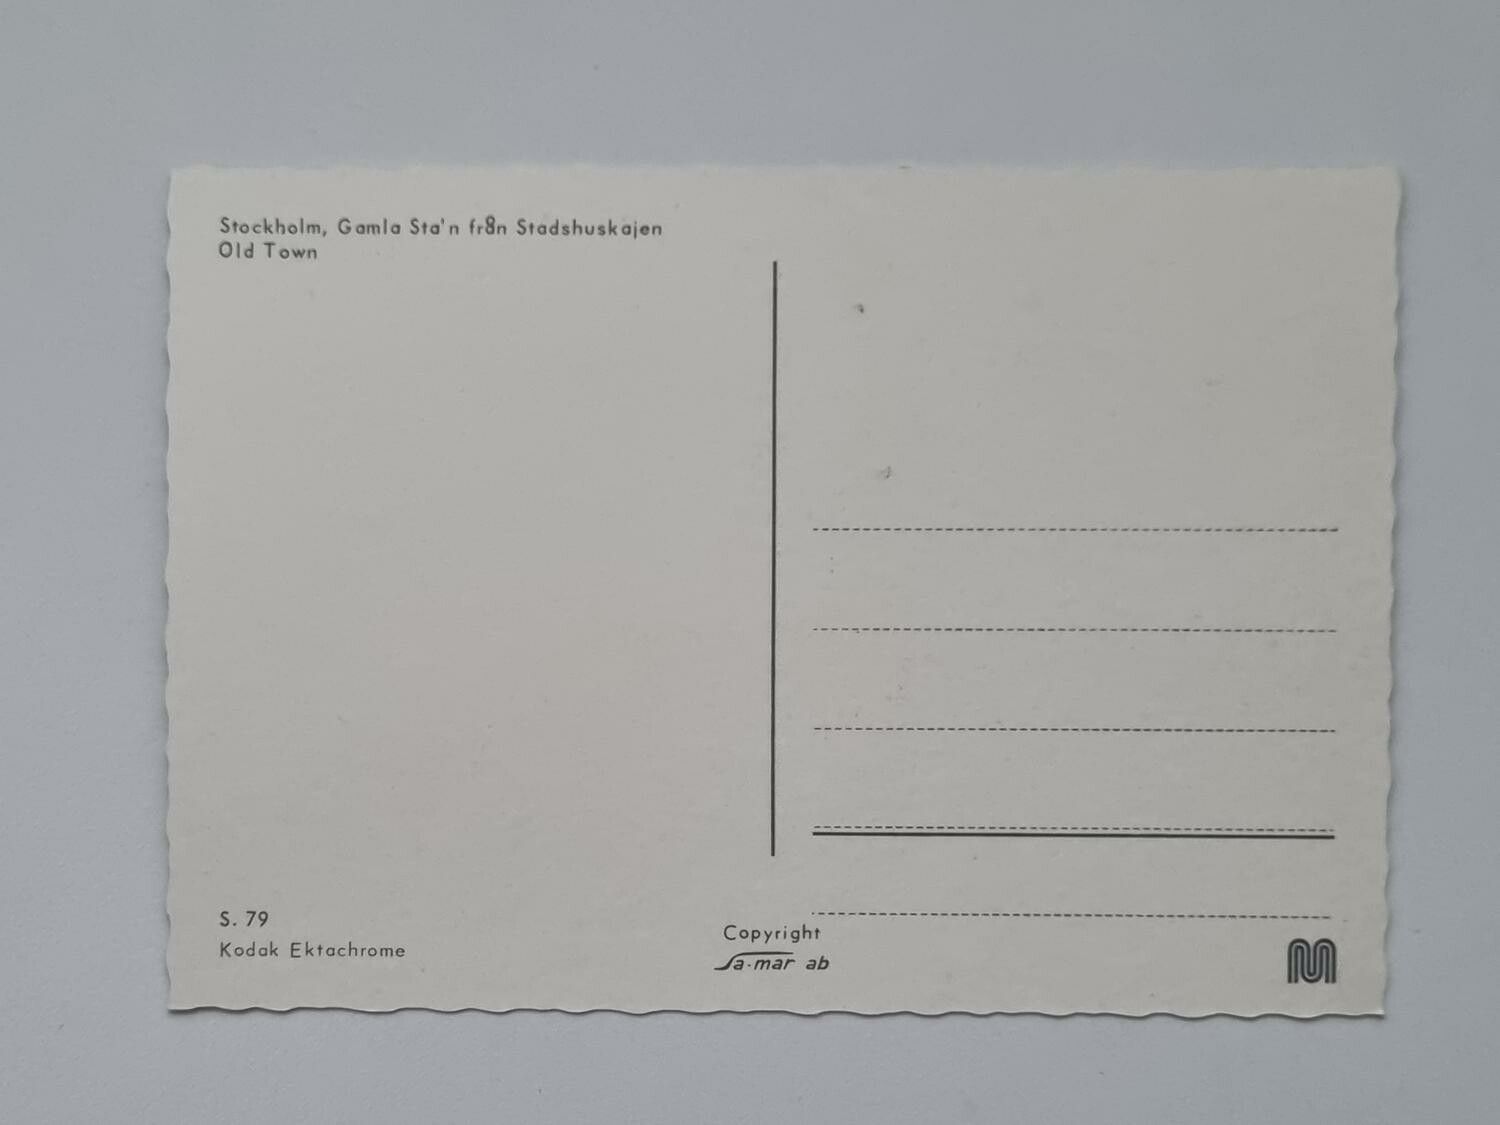 Stockholm, Gamla Sta'n från Stadshuskajen
Old Town
S. 79
Kodak Ektachrome
Copyright
Sa-mar ab